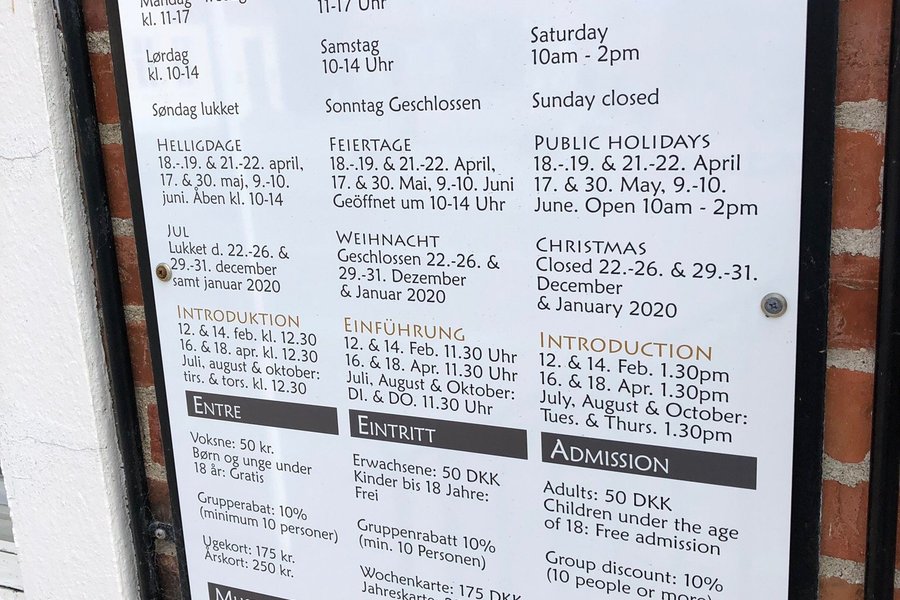 kl. 11-17
Lørdag
kl. 10-14
Søndag lukket
HELLIGDAGE
18.-.19. & 21.-22. april,
17. & 30. maj, 9.-10.
juni. Åben kl. 10-14
JUL
Lukket d. 22.-26. &
29.-31. december
samt januar 2020
INTRODUKTION
12. & 14. feb. kl. 12.30
16. & 18. apr. kl. 12.30
Juli, august & oktober:
tirs. & tors. kl. 12.30
ENTRE
Voksne: 50 kr.
Børn og unge under
18 år: Gratis
Grupperabat: 10%
(minimum 10 personer)
Ugekort: 175 kr.
Årskort: 250 kr.
11-17 Uhr
Samstag
10-14 Uhr
Sonntag Geschlossen
FEIERTAGE
18.-.19. & 21.-22. April,
17. & 30. Mai, 9.-10. Juni
Geöffnet um 10-14 Uhr
WEIHNACHT
Geschlossen 22.-26. &
29.-31. Dezember
& Januar 2020
EINFÜHRUNG
12. & 14. Feb. 11.30 Uhr
16. & 18. Apr. 11.30 Uhr
Juli, August & Oktober:
DI. & DO. 11.30 Uhr
EINTRITT
Erwachsene: 50 DKK
Kinder bis 18 Jahre:
Frei
Gruppenrabatt 10%
(min. 10 Personen)
Wochenkarte: 175 DKK
Jahreskarte:
Saturday
10am - 2pm
Sunday closed
PUBLIC HOLIDAYS
18.-.19. & 21.-22. April
17. & 30. May, 9.-10.
June. Open 10am - 2pm
CHRISTMAS
Closed 22.-26. & 29.-31.
December
& January 2020
INTRODUCTION
12. & 14. Feb. 1.30pm
16. & 18. Apr. 1.30pm
July, August & October:
Tues. & Thurs. 1.30pm
ADMISSION
Adults: 50 DKK
Children under the age
of 18: Free admission
Group discount: 10%
(10 people or more)